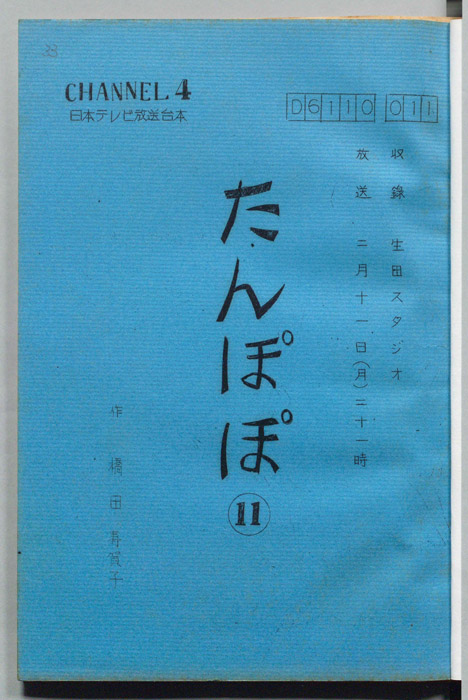 33
CHANNEL 4
日本テレビ放送台本
D6110 011
収録 生田スタジオ
放送 二月十一日(月)二十一時
たんぽぽ
11
作 橋田寿賀子